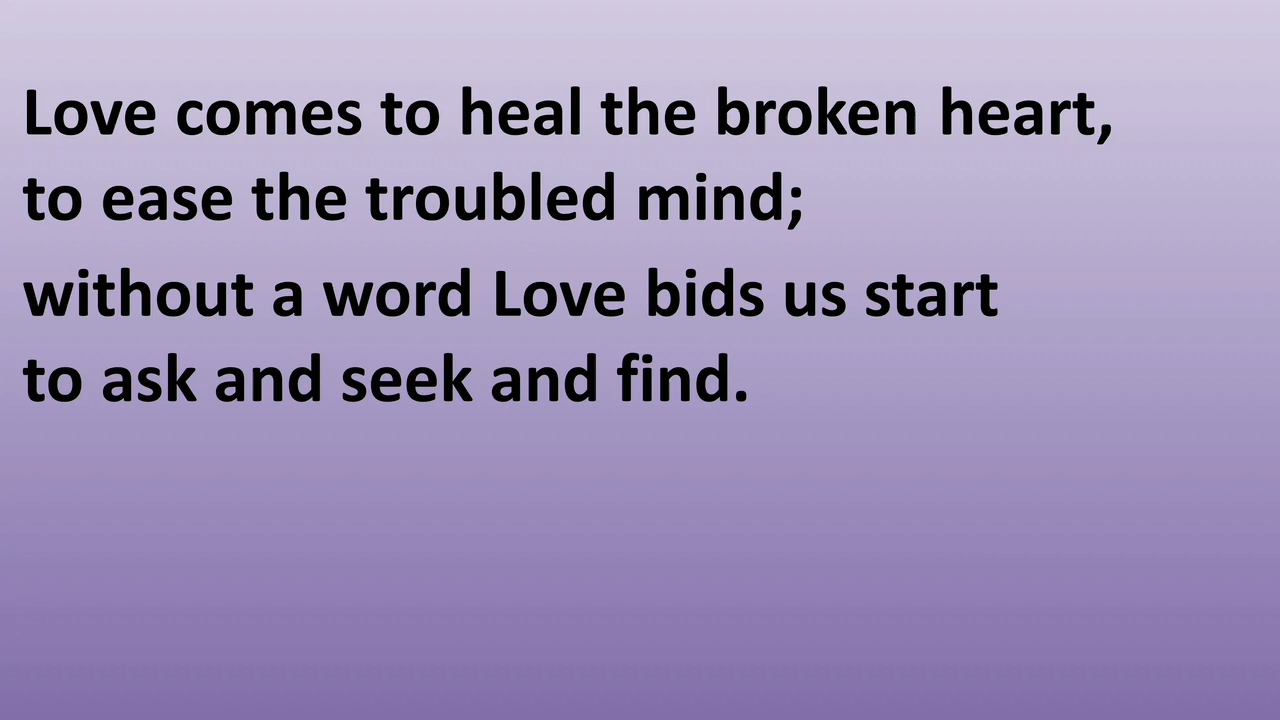 Love comes to heal the broken heart,
to ease the troubled mind;
without a word Love bids us start
to ask and seek and find.